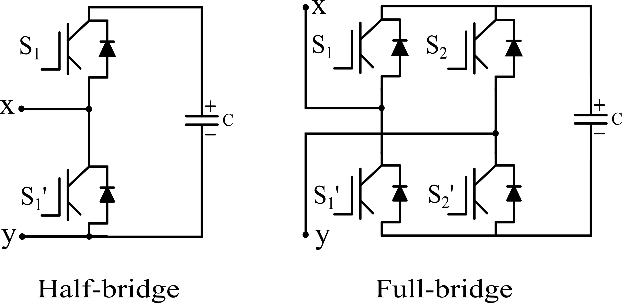 S1
x
+
C
−
S1'
y
Half-bridge
x
S1
S2
+
C
−
S1'
S2'
y
Full-bridge